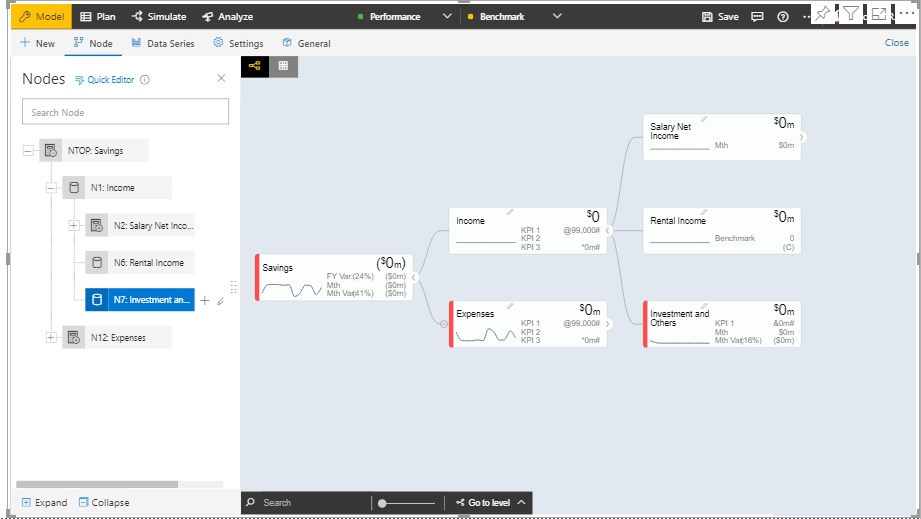 Model Plan Simulate Analyze Performance Benchmark Save
New Node Data Series Settings General Close
Nodes Quick Editor
Search Node
NTOP: Savings
N1: Income
N2: Salary Net Inco...
N6: Rental Income
N7: Investment an...
N12: Expenses
Expand Collapse
Savings
($0m)
FY Var:(24%) ($0m)
Mth ($0m)
Mth Var(41%) ($0m)
Income
$0
KPI 1 @99,000#
KPI 2
KPI 3 *0m#
Expenses
$0m
KPI 1 @99,000#
KPI 2
KPI 3 *0m#
Salary Net
Income
$0m
Mth $0m
Rental Income
$0m
Benchmark 0
(C)
Investment and
Others
$0m
KPI 1 &0m#
Mth $0m
Mth Var(16%) ($0m)
Search Go to level